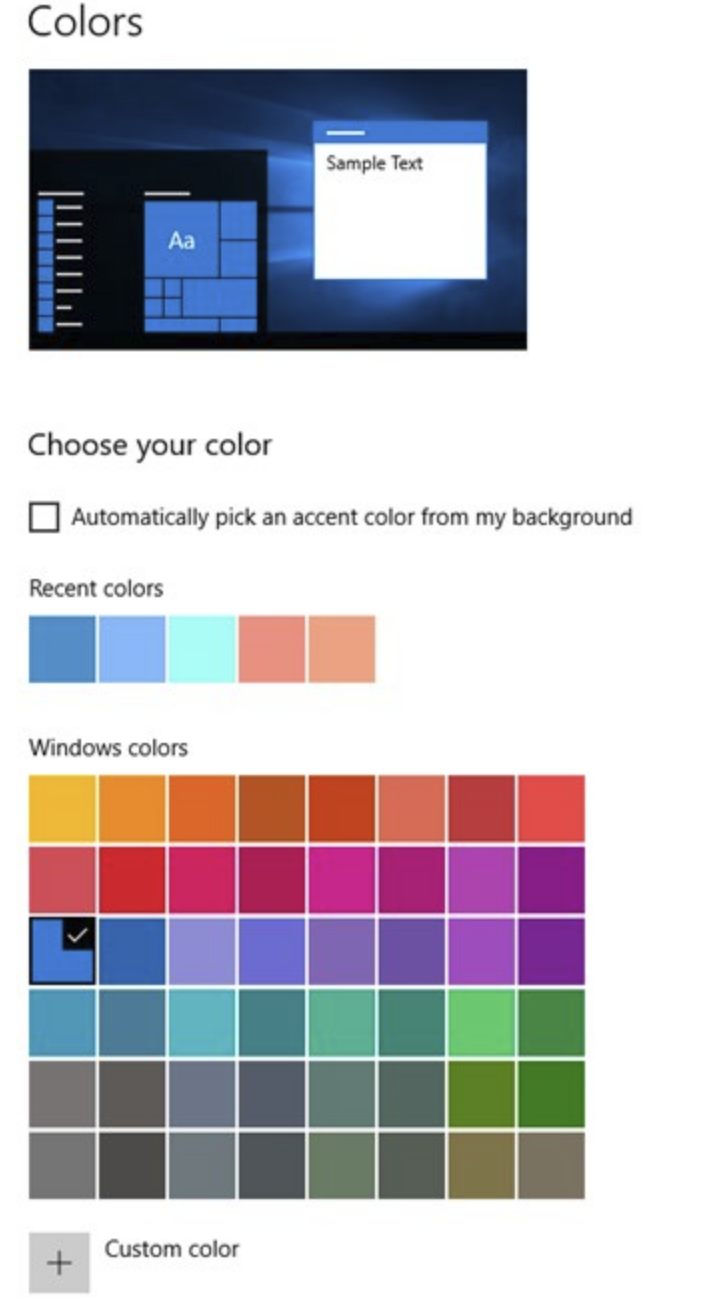 Colors
Sample Text
Aa
Choose your color
Automatically pick an accent color from my background
Recent colors
Windows colors
Custom color